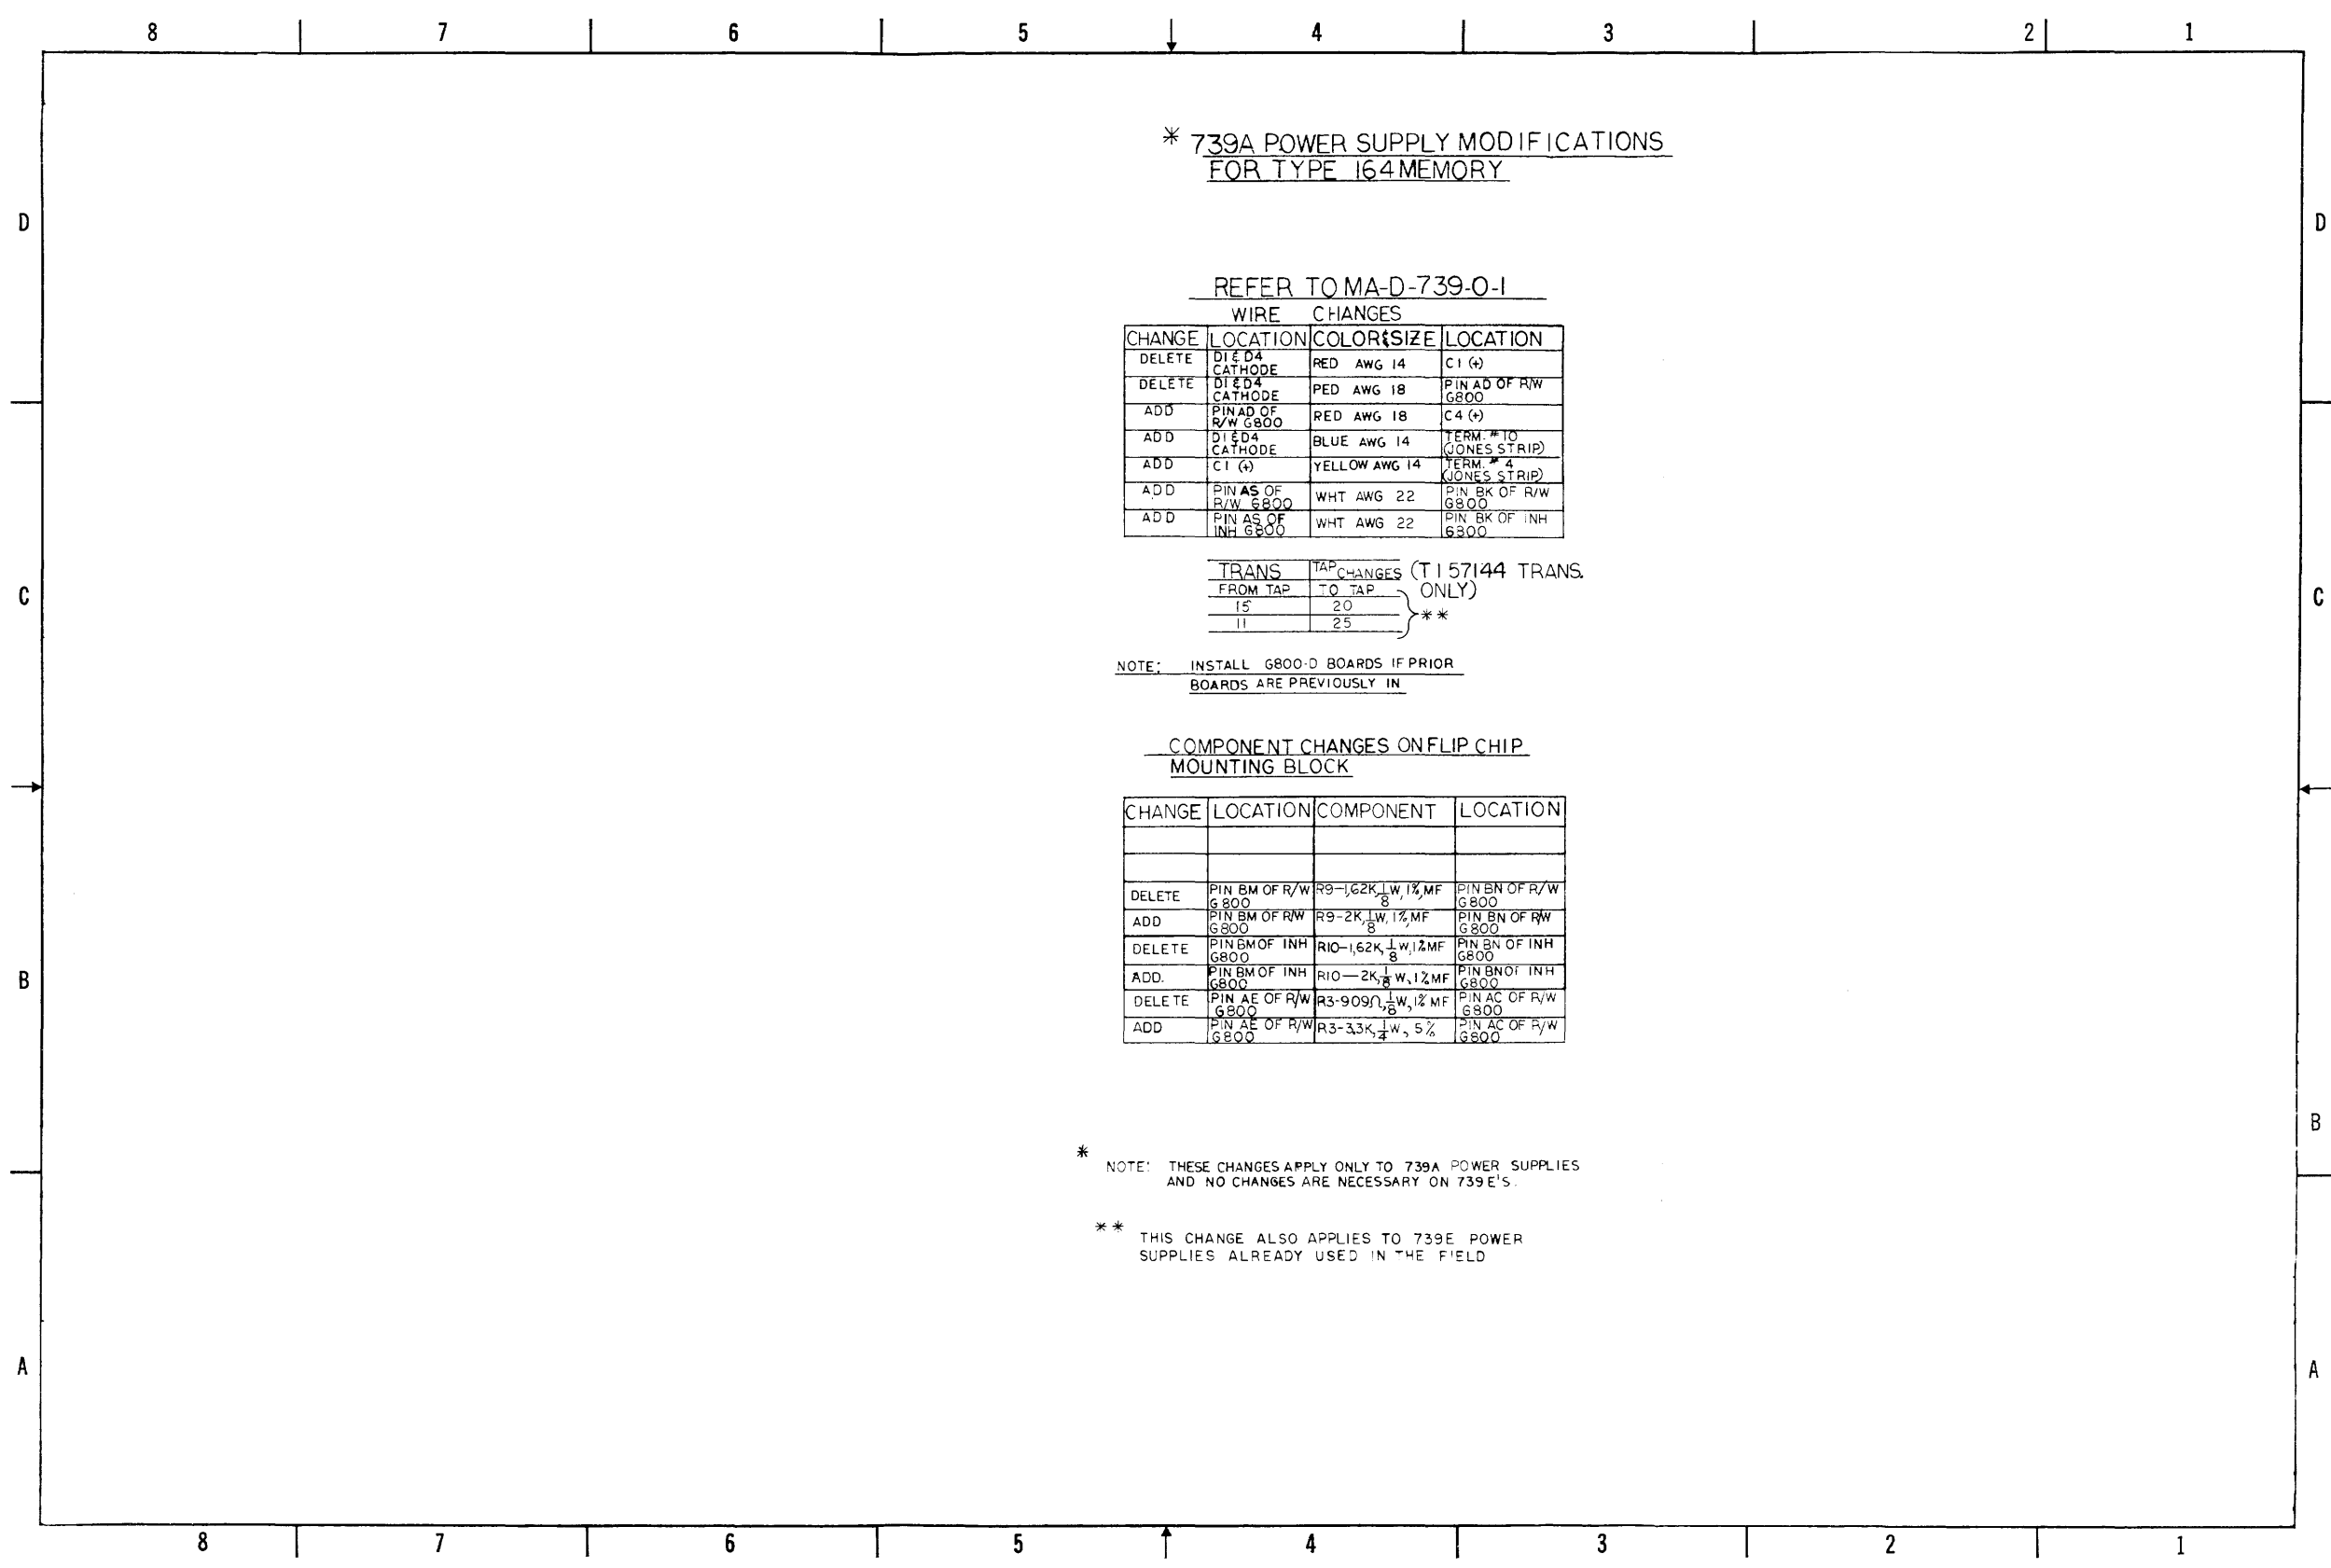 8 7 6 5 4 3 2 1
* 739A POWER SUPPLY MODIFICATIONS
FOR TYPE 164 MEMORY
D D
REFER TO MA-D-739-0-1
WIRE CHANGES
CHANGE LOCATION COLOR & SIZE LOCATION
DELETE D1 & D4 CATHODE RED AWG 14 C1 (+)
DELETE D1 & D4 CATHODE PED AWG 18 PIN AD OF R/W G800
ADD PIN AD OF R/W G800 RED AWG 18 C4 (+)
ADD D1 & D4 CATHODE BLUE AWG 14 TERM. # 10 (JONES STRIP)
ADD C1 (+) YELLOW AWG 14 TERM. # 4 (JONES STRIP)
ADD PIN AS OF R/W G800 WHT AWG 22 PIN BK OF R/W G800
ADD PIN AS OF INH G800 WHT AWG 22 PIN BK OF INH G800
TRANS TAP CHANGES (T157144 TRANS.
FROM TAP TO TAP ONLY)
15 20
11 25
**
C C
NOTE: INSTALL G800-D BOARDS IF PRIOR
BOARDS ARE PREVIOUSLY IN
COMPONENT CHANGES ON FLIP CHIP
MOUNTING BLOCK
CHANGE LOCATION COMPONENT LOCATION
DELETE PIN BM OF R/W G800 R9-1,62K, 1/8 W, 1%, MF PIN BN OF R/W G800
ADD PIN BM OF R/W G800 R9-2K, 1/8 W, 1%, MF PIN BN OF R/W G800
DELETE PIN BM OF INH G800 R10-1,62K, 1/8 W, 1% MF PIN BN OF INH G800
ADD. PIN BM OF INH G800 R10-2K, 1/8 W, 1% MF PIN BN OF INH G800
DELETE PIN AE OF R/W G800 R3-909Ω, 1/8 W, 1% MF PIN AC OF R/W G800
ADD PIN AE OF R/W G800 R3-3.3K, 1/4 W, 5% PIN AC OF R/W G800
B B
* NOTE: THESE CHANGES APPLY ONLY TO 739A POWER SUPPLIES
AND NO CHANGES ARE NECESSARY ON 739E'S.
** THIS CHANGE ALSO APPLIES TO 739E POWER
SUPPLIES ALREADY USED IN THE FIELD
A A
8 7 6 5 4 3 2 1